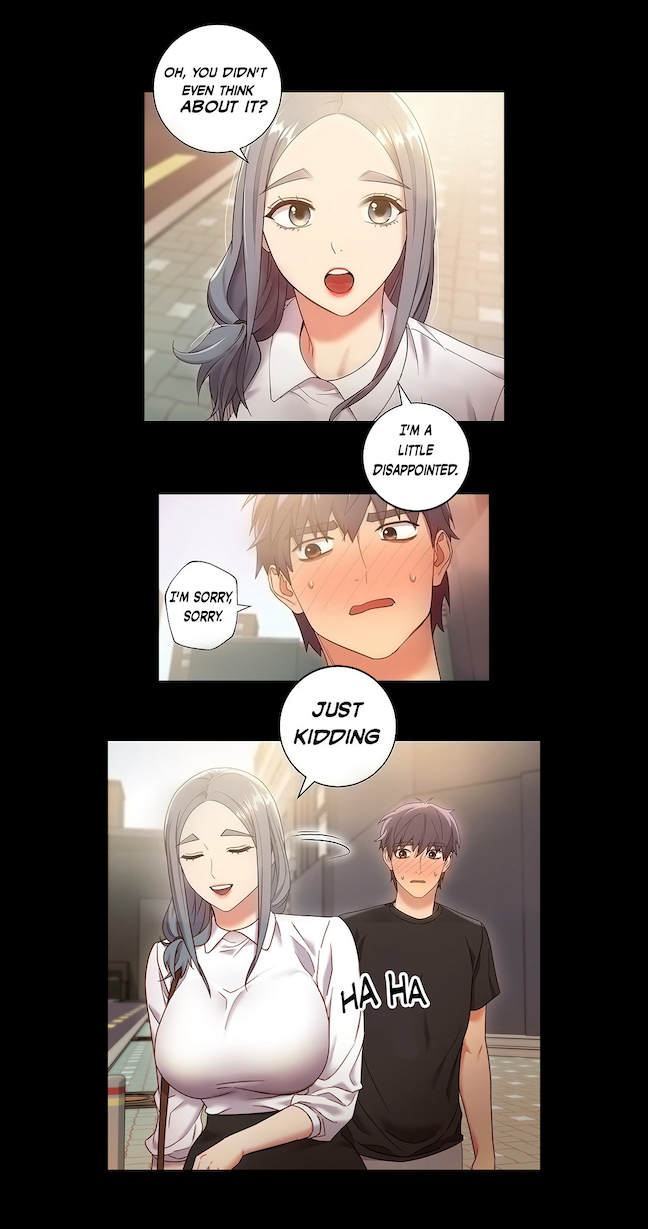 OH, YOU DIDN'T
EVEN THINK
ABOUT IT?
I'M A
LITTLE
DISAPPOINTED.
I'M SORRY,
SORRY.
JUST
KIDDING
HA HA